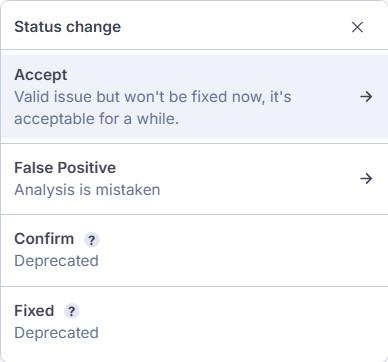 Status change
Accept
Valid issue but won't be fixed now, it's
acceptable for a while.
False Positive
Analysis is mistaken
Confirm ?
Deprecated
Fixed ?
Deprecated